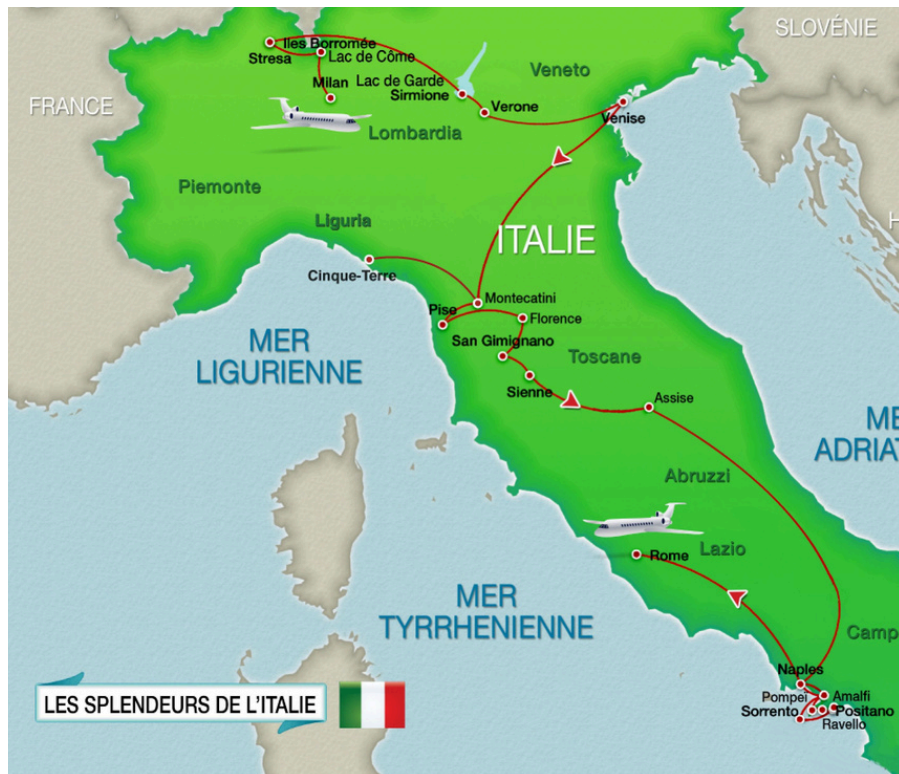 SLOVÉNIE
Iles Borromée
Stresa
Lac de Côme
Veneto
Milan
Lac de Garde
Sirmione
FRANCE
Verone
Venise
Lombardia
Piemonte
Liguria
ITALIE
H
Cinque-Terre
Montecatini
Pise
Florence
MER
LIGURIENNE
San Gimignano
Toscane
Sienne
Assise
ME
ADRIAT
Abruzzi
Lazio
Rome
MER
TYRRHENIENNE
Camp
Naples
Pompei
Amalfi
Sorrento
Positano
Ravello
LES SPLENDEURS DE L'ITALIE